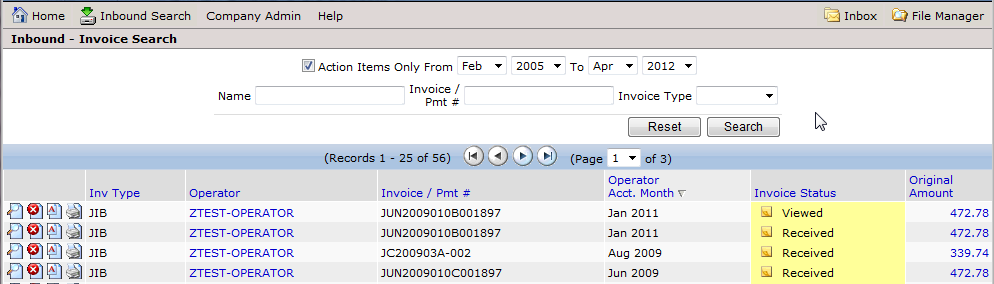 Home Inbound Search Company Admin Help Inbox File Manager
Inbound - Invoice Search
Action Items Only From Feb 2005 To Apr 2012
Name Invoice / Pmt # Invoice Type
Reset Search
(Records 1 - 25 of 56) (Page 1 of 3)
Inv Type Operator Invoice / Pmt # Operator Acct. Month Invoice Status Original Amount
JIB ZTEST-OPERATOR JUN2009010B001897 Jan 2011 Viewed 472.78
JIB ZTEST-OPERATOR JUN2009010B001897 Jan 2011 Received 472.78
JIB ZTEST-OPERATOR JC200903A-002 Aug 2009 Received 339.74
JIB ZTEST-OPERATOR JUN2009010C001897 Jun 2009 Received 472.78